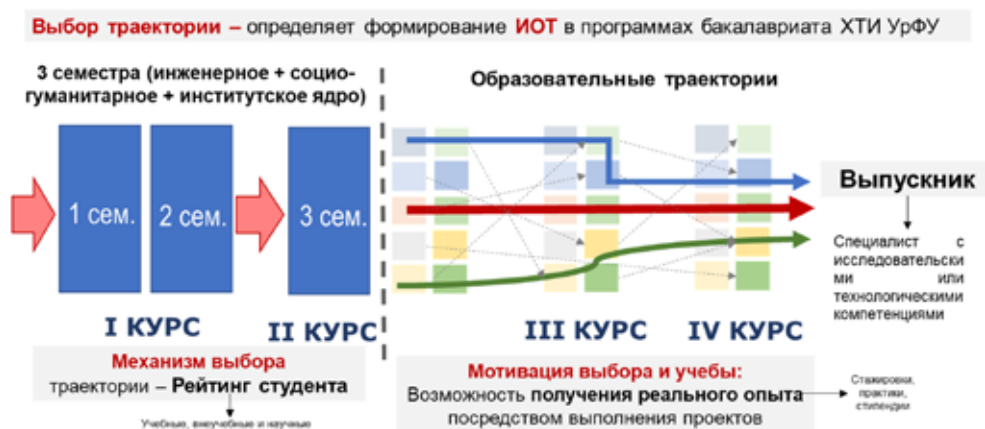 Выбор траектории – определяет формирование ИОТ в программах бакалавриата ХТИ УрФУ
3 семестра (инженерное + социо-
гуманитарное + институтское ядро)
Образовательные траектории
1 сем.
2 сем.
3 сем.
Выпускник
Специалист с
исследовательски
ми или
технологическими
компетенциями
I КУРС
II КУРС
III КУРС
IV КУРС
Механизм выбора
траектории – Рейтинг студента
Учебные, внеучебные и научные
Мотивация выбора и учебы:
Возможность получения реального опыта
посредством выполнения проектов
Стажировки,
практики,
стипендии